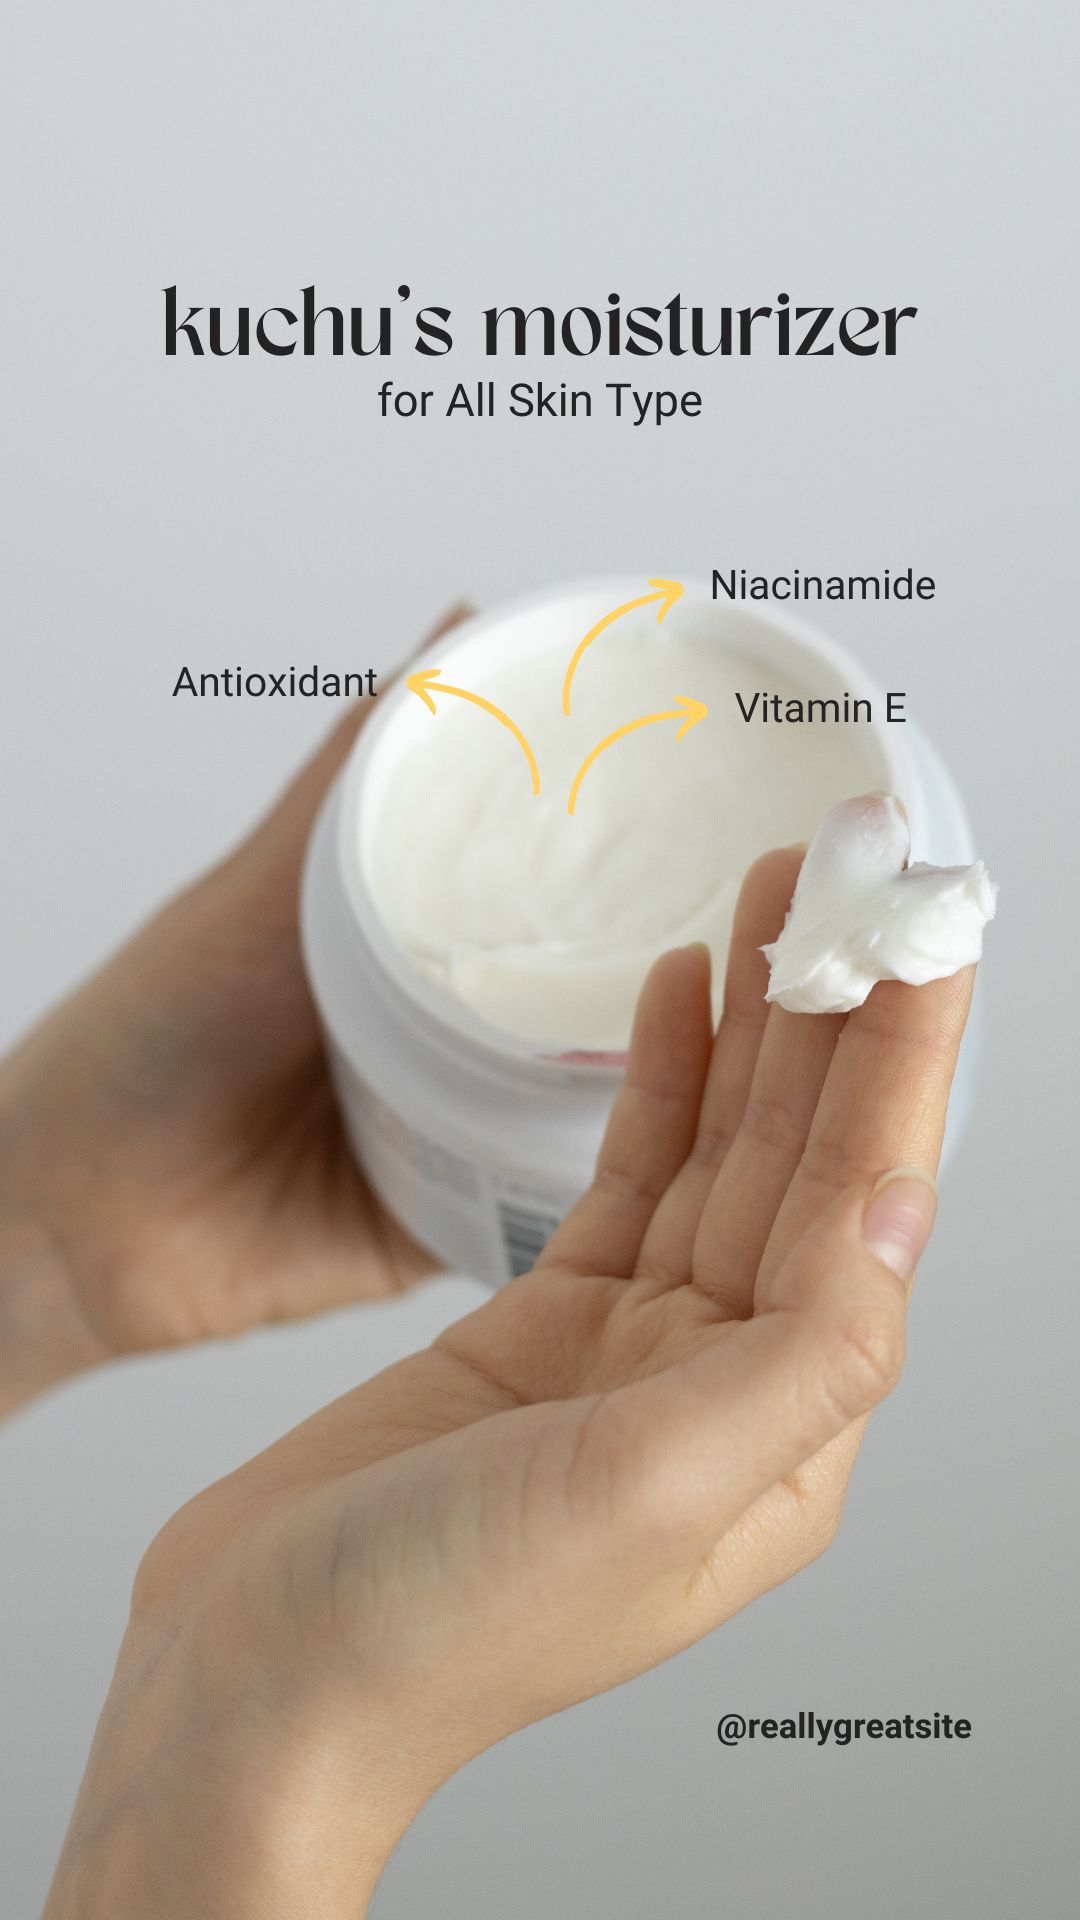 kuchu's moisturizer
for All Skin Type
Niacinamide
Antioxidant
Vitamin E
@reallygreatsite